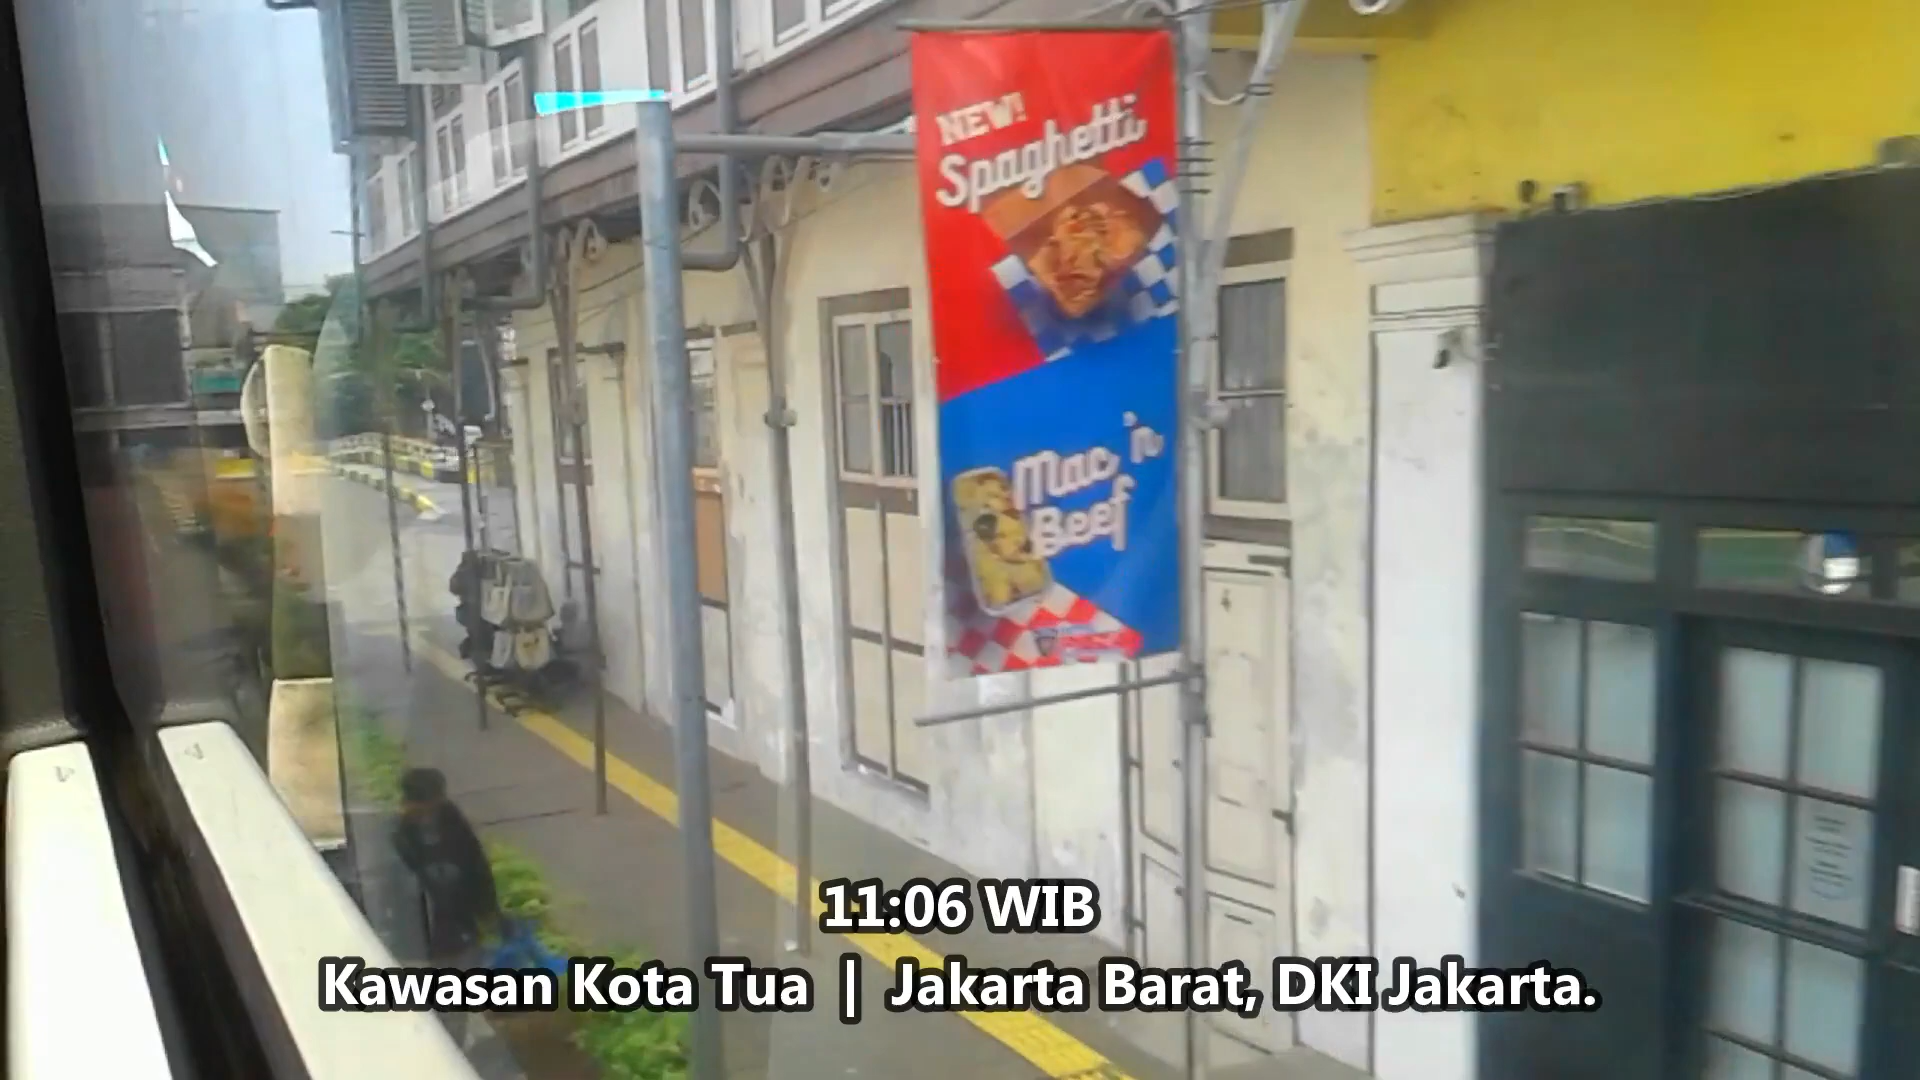 NEW!
Spaghetti
Mac 'n
Beef
11:06 WIB
Kawasan Kota Tua | Jakarta Barat, DKI Jakarta.